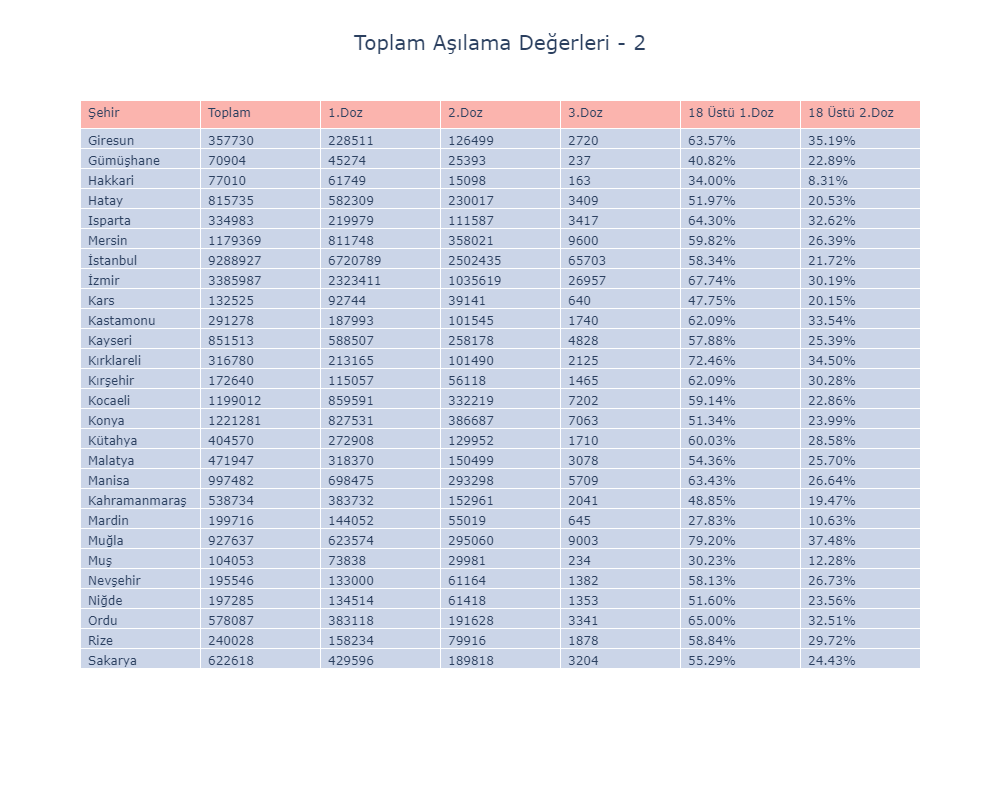 Toplam Aşılama Değerleri - 2
Şehir Toplam 1.Doz 2.Doz 3.Doz 18 Üstü 1.Doz 18 Üstü 2.Doz
Giresun 357730 228511 126499 2720 63.57% 35.19%
Gümüşhane 70904 45274 25393 237 40.82% 22.89%
Hakkari 77010 61749 15098 163 34.00% 8.31%
Hatay 815735 582309 230017 3409 51.97% 20.53%
Isparta 334983 219979 111587 3417 64.30% 32.62%
Mersin 1179369 811748 358021 9600 59.82% 26.39%
İstanbul 9288927 6720789 2502435 65703 58.34% 21.72%
İzmir 3385987 2323411 1035619 26957 67.74% 30.19%
Kars 132525 92744 39141 640 47.75% 20.15%
Kastamonu 291278 187993 101545 1740 62.09% 33.54%
Kayseri 851513 588507 258178 4828 57.88% 25.39%
Kırklareli 316780 213165 101490 2125 72.46% 34.50%
Kırşehir 172640 115057 56118 1465 62.09% 30.28%
Kocaeli 1199012 859591 332219 7202 59.14% 22.86%
Konya 1221281 827531 386687 7063 51.34% 23.99%
Kütahya 404570 272908 129952 1710 60.03% 28.58%
Malatya 471947 318370 150499 3078 54.36% 25.70%
Manisa 997482 698475 293298 5709 63.43% 26.64%
Kahramanmaraş 538734 383732 152961 2041 48.85% 19.47%
Mardin 199716 144052 55019 645 27.83% 10.63%
Muğla 927637 623574 295060 9003 79.20% 37.48%
Muş 104053 73838 29981 234 30.23% 12.28%
Nevşehir 195546 133000 61164 1382 58.13% 26.73%
Niğde 197285 134514 61418 1353 51.60% 23.56%
Ordu 578087 383118 191628 3341 65.00% 32.51%
Rize 240028 158234 79916 1878 58.84% 29.72%
Sakarya 622618 429596 189818 3204 55.29% 24.43%